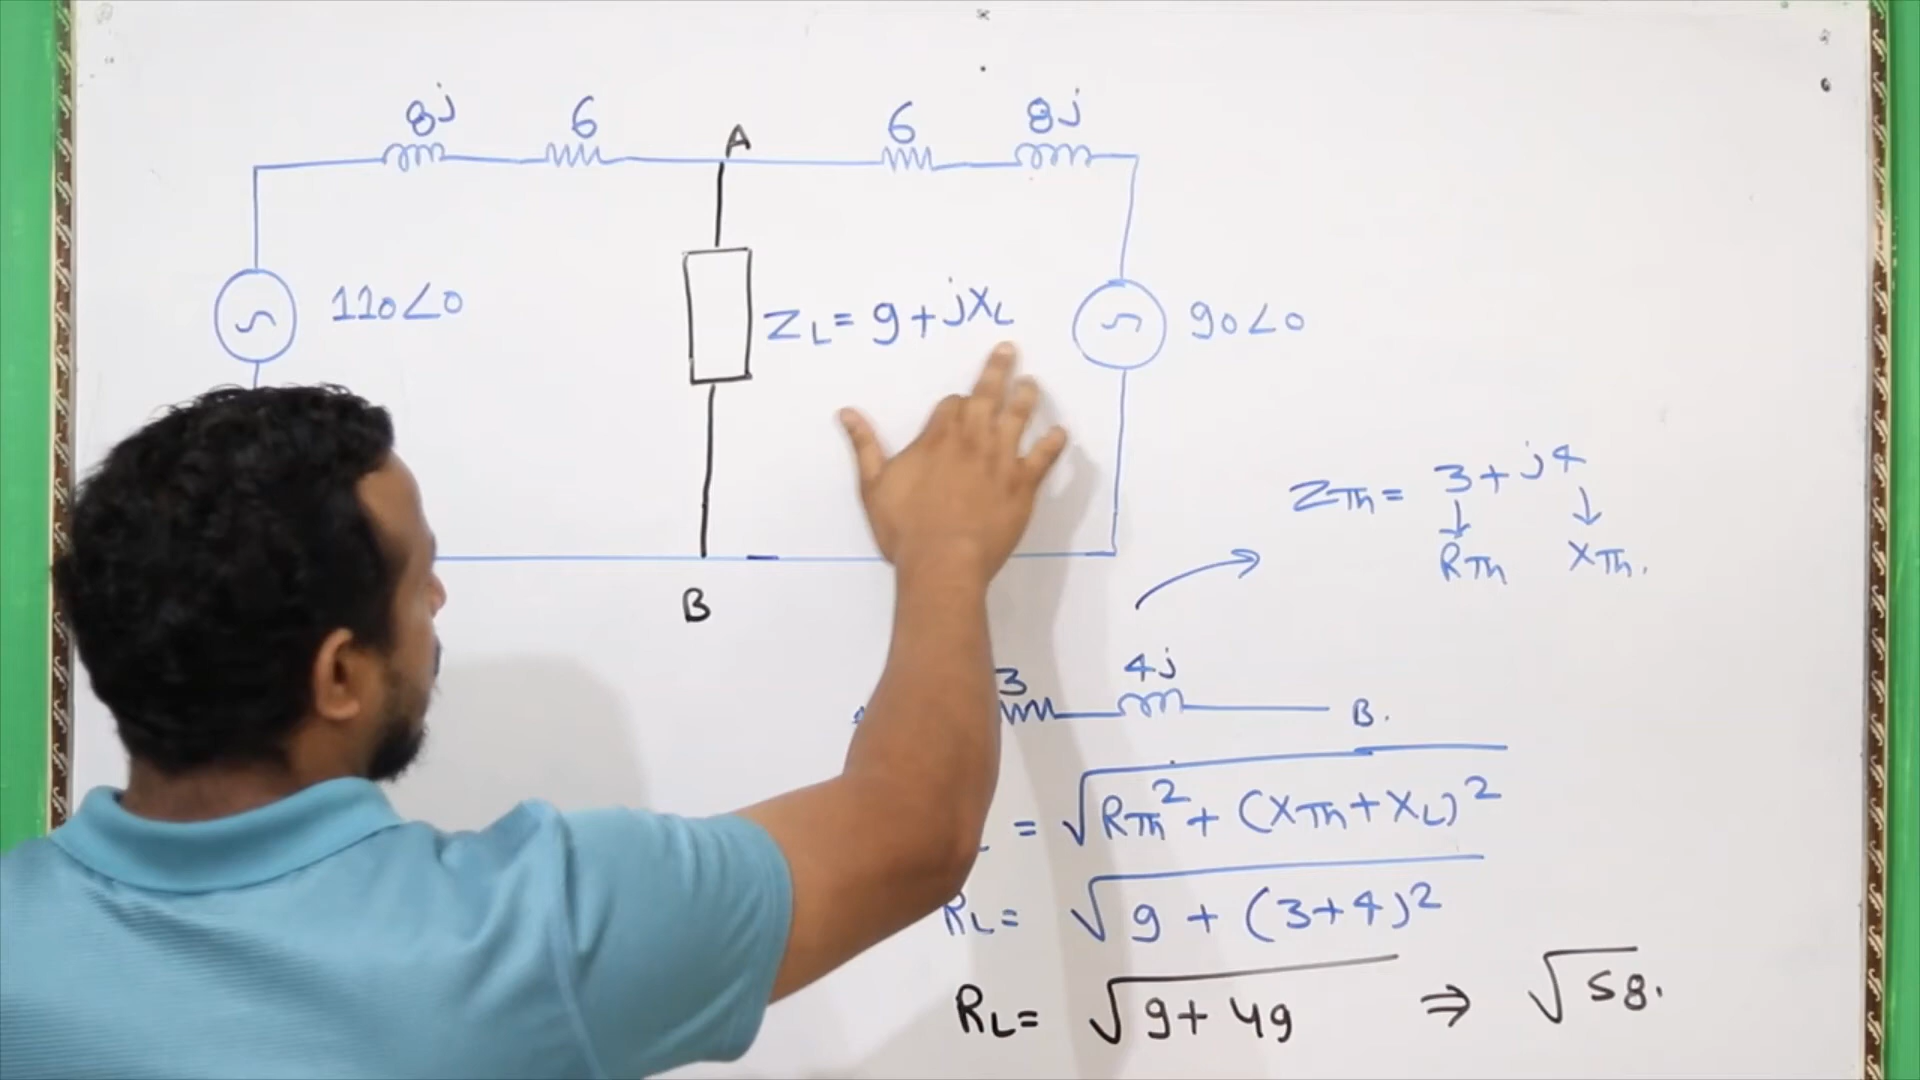 8j 6 A 6 8j
110∠0
ZL = 9 + jXL
90∠0
B
ZTh = 3 + j4
↓ ↓
RTh XTh.
3 4j B.
= √RTh² + (XTh + XL)²
RL = √9 + (3+4)²
RL = √9 + 49 ⇒ √58.